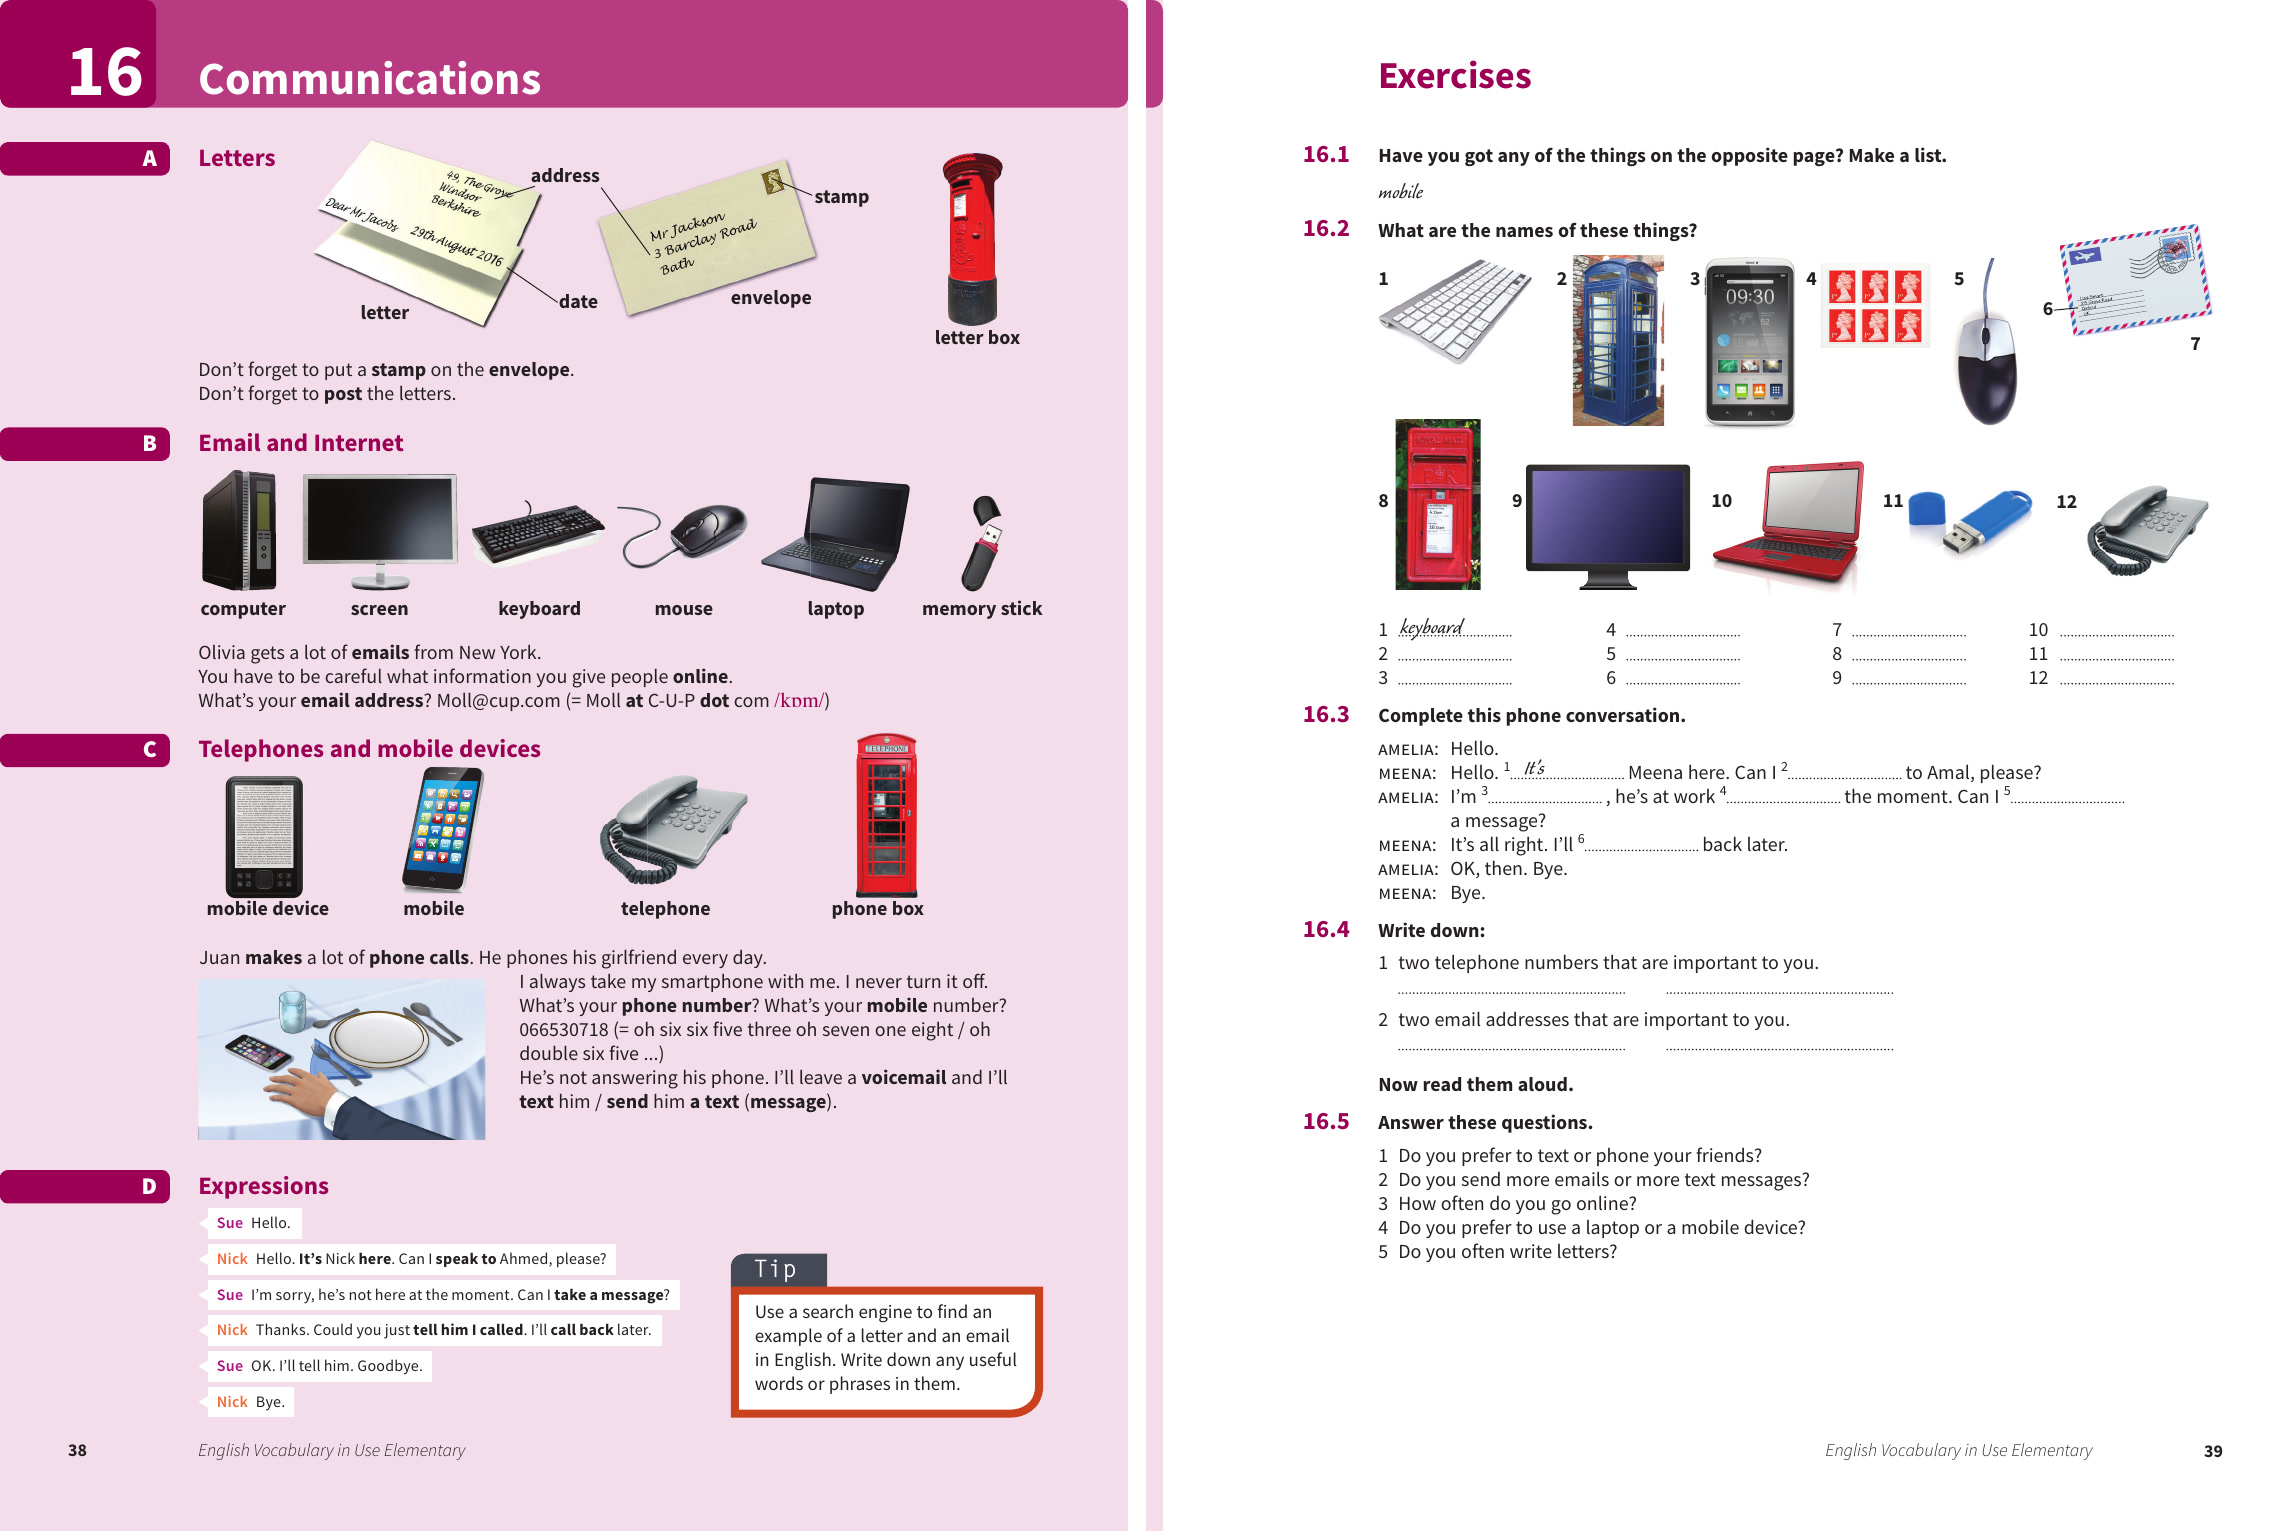 16
Communications
A
Letters
49, The Grove
Windsor
Berkshire
Dear Mr Jacobs
29th August 2016
address
date
letter
Mr Jackson
3 Barclay Road
Bath
stamp
envelope
letter box
Don't forget to put a stamp on the envelope.
Don't forget to post the letters.
B
Email and Internet
computer
screen
keyboard
mouse
laptop
memory stick
Olivia gets a lot of emails from New York.
You have to be careful what information you give people online.
What's your email address? Moll@cup.com (= Moll at C-U-P dot com /kɒm/)
C
Telephones and mobile devices
TELEPHONE
mobile device
mobile
telephone
phone box
Juan makes a lot of phone calls. He phones his girlfriend every day.
I always take my smartphone with me. I never turn it off.
What's your phone number? What's your mobile number?
066530718 (= oh six six five three oh seven one eight / oh
double six five ...)
He's not answering his phone. I'll leave a voicemail and I'll
text him / send him a text (message).
D
Expressions
Sue Hello.
Nick Hello. It's Nick here. Can I speak to Ahmed, please?
Sue I'm sorry, he's not here at the moment. Can I take a message?
Nick Thanks. Could you just tell him I called. I'll call back later.
Sue OK. I'll tell him. Goodbye.
Nick Bye.
Tip
Use a search engine to find an
example of a letter and an email
in English. Write down any useful
words or phrases in them.
38
English Vocabulary in Use Elementary
Exercises
16.1 Have you got any of the things on the opposite page? Make a list.
mobile
16.2 What are the names of these things?
1
2
3
09:30
4
5
6
7
8
ROYAL MAIL
E R
9
10
11
12
1 keyboard
2
3
4
5
6
7
8
9
10
11
12
16.3 Complete this phone conversation.
AMELIA: Hello.
MEENA: Hello. 1 It's Meena here. Can I 2 to Amal, please?
AMELIA: I'm 3 , he's at work 4 the moment. Can I 5
a message?
MEENA: It's all right. I'll 6 back later.
AMELIA: OK, then. Bye.
MEENA: Bye.
16.4 Write down:
1 two telephone numbers that are important to you.
2 two email addresses that are important to you.
Now read them aloud.
16.5 Answer these questions.
1 Do you prefer to text or phone your friends?
2 Do you send more emails or more text messages?
3 How often do you go online?
4 Do you prefer to use a laptop or a mobile device?
5 Do you often write letters?
English Vocabulary in Use Elementary
39